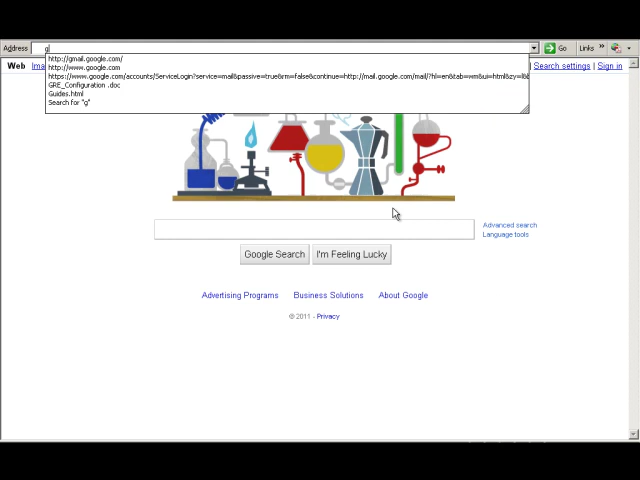 Address g Go Links »
http://gmail.google.com/
http://www.google.com
https://www.google.com/accounts/ServiceLogin?service=mail&passive=true&rm=false&continue=http://mail.google.com/mail/?hl=en&tab=wm&ui=html&zy=l&
GRE_Configuration .doc
Guides.html
Search for "g"
Web Ima Search settings | Sign in
Advanced search
Language tools
Google Search I'm Feeling Lucky
Advertising Programs Business Solutions About Google
© 2011 - Privacy